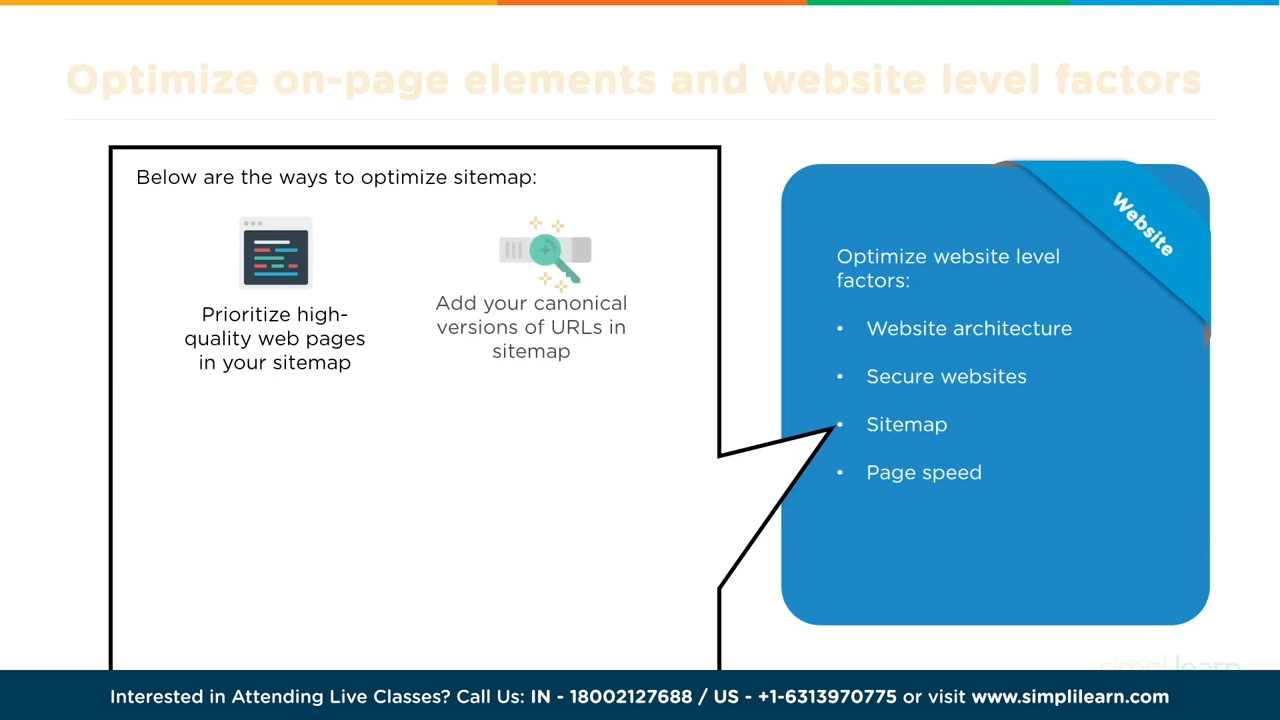 Optimize on-page elements and website level factors
Below are the ways to optimize sitemap:
Prioritize high-
quality web pages
in your sitemap
Add your canonical
versions of URLs in
sitemap
Website
Optimize website level
factors:
• Website architecture
• Secure websites
• Sitemap
• Page speed
simplilearn
Interested in Attending Live Classes? Call Us: IN - 18002127688 / US - +1-6313970775 or visit www.simplilearn.com